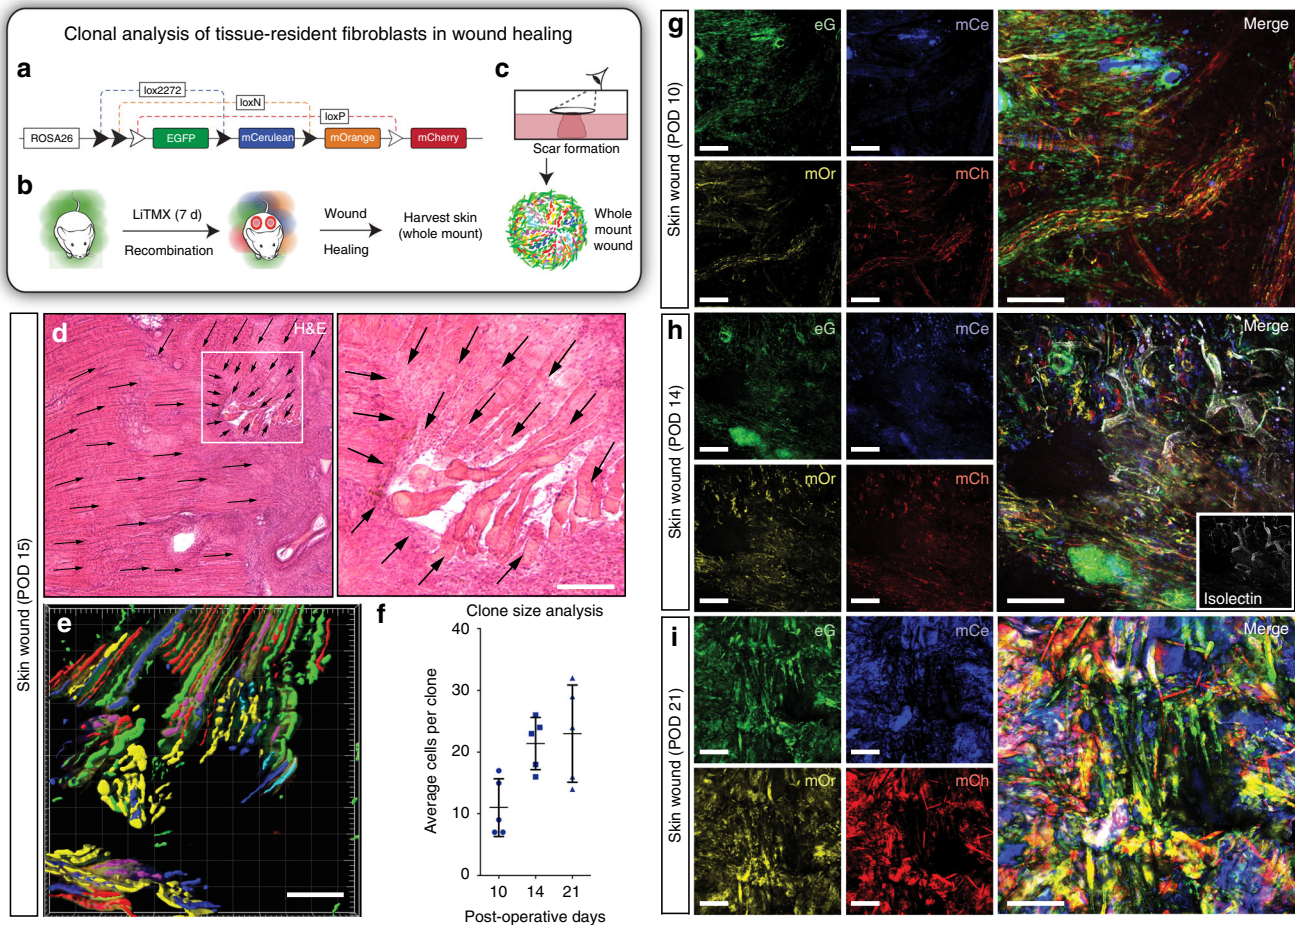 Clonal analysis of tissue-resident fibroblasts in wound healing
a
lox2272
loxN
loxP
ROSA26
EGFP
mCerulean
mOrange
mCherry
b
LiTMX (7 d)
Recombination
Wound
Healing
Harvest skin
(whole mount)
c
Scar formation
Whole
mount
wound
Skin wound (POD 15)
d
H&E
e
f
Clone size analysis
Average cells per clone
40
30
20
10
0
10
14
21
Post-operative days
g
Skin wound (POD 10)
eG
mCe
Merge
mOr
mCh
h
Skin wound (POD 14)
eG
mCe
Merge
mOr
mCh
Isolectin
i
Skin wound (POD 21)
eG
mCe
Merge
mOr
mCh